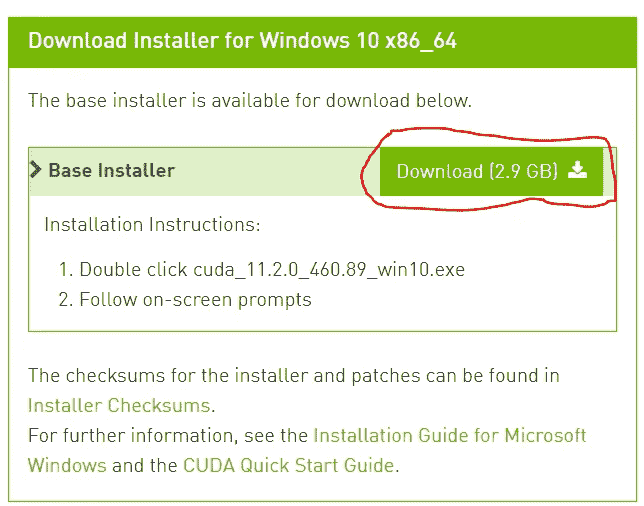 Download Installer for Windows 10 x86_64
The base installer is available for download below.
Base Installer
Download (2.9 GB)
Installation Instructions:
1. Double click cuda_11.2.0_460.89_win10.exe
2. Follow on-screen prompts
The checksums for the installer and patches can be found in
Installer Checksums.
For further information, see the Installation Guide for Microsoft
Windows and the CUDA Quick Start Guide.